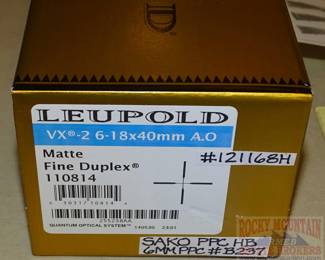 LEUPOLD
VX®-2 6-18x40mm A.O
Matte
Fine Duplex®
110814
#121168H
QUANTUM OPTICAL SYSTEM™
SAKO PPC HB
6MM PPC #B237
ROCKY MOUNTAIN